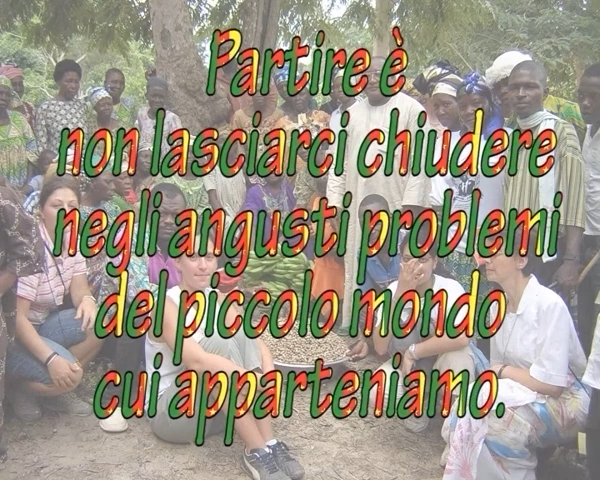 Partire è
non lasciarci chiudere
negli angusti problemi
del piccolo mondo
cui apparteniamo.